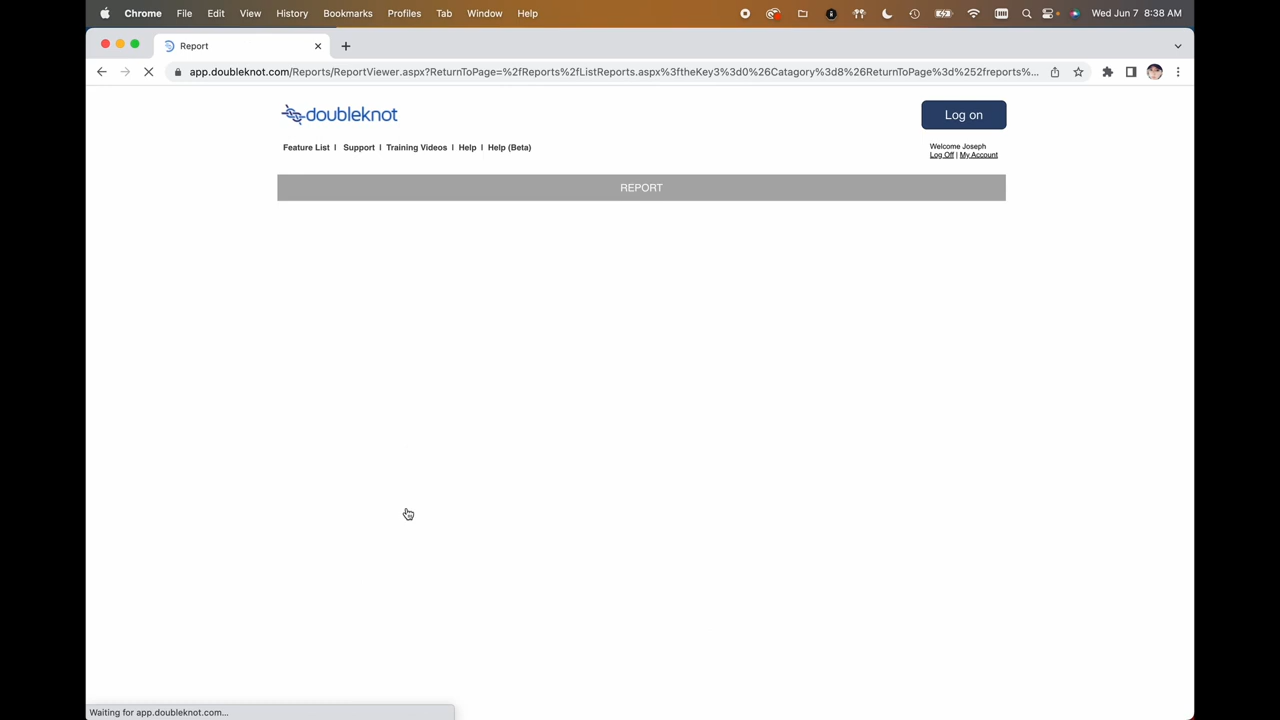 Chrome File Edit View History Bookmarks Profiles Tab Window Help Wed Jun 7 8:38 AM
Report
app.doubleknot.com/Reports/ReportViewer.aspx?ReturnToPage=%2fReports%2fListReports.aspx%3ftheKey3%3d0%26Catagory%3d8%26ReturnToPage%3d%252freports%...
doubleknot
Log on
Feature List | Support | Training Videos | Help | Help (Beta)
Welcome Joseph
Log Off | My Account
REPORT
Waiting for app.doubleknot.com...